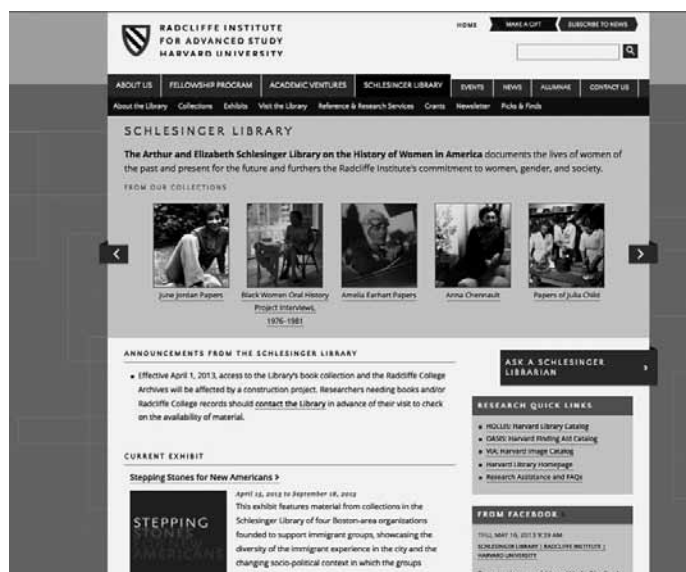 RADCLIFFE INSTITUTE
FOR ADVANCED STUDY
HARVARD UNIVERSITY
HOME MAKE A GIFT SUBSCRIBE TO NEWS
ABOUT US FELLOWSHIP PROGRAM ACADEMIC VENTURES SCHLESINGER LIBRARY EVENTS NEWS ALUMNAE CONTACT US
About the Library Collections Exhibits Visit the Library Reference & Research Services Grants Newsletter Picks & Finds
SCHLESINGER LIBRARY
The Arthur and Elizabeth Schlesinger Library on the History of Women in America documents the lives of women of
the past and present for the future and furthers the Radcliffe Institute's commitment to women, gender, and society.
FROM OUR COLLECTIONS
June Jordan Papers
Black Women Oral History
Project Interviews,
1976-1981
Amelia Earhart Papers
Anna Chennault
Papers of Julia Child
ANNOUNCEMENTS FROM THE SCHLESINGER LIBRARY
Effective April 1, 2013, access to the Library's book collection and the Radcliffe College
Archives will be affected by a construction project. Researchers needing books and/or
Radcliffe College records should contact the Library in advance of their visit to check
on the availability of material.
CURRENT EXHIBIT
Stepping Stones for New Americans >
STEPPING
STONES
FOR NEW
AMERICANS
April 15, 2013 to September 18, 2013
This exhibit features material from collections in the
Schlesinger Library of four Boston-area organizations
founded to support immigrant groups, showcasing the
diversity of the immigrant experience in the city and the
changing socio-political context in which the groups
ASK A SCHLESINGER
LIBRARIAN
RESEARCH QUICK LINKS
HOLLIS: Harvard Library Catalog
OASIS: Harvard Finding Aid Catalog
VIA: Harvard Image Catalog
Harvard Library Homepage
Research Assistance and FAQs
FROM FACEBOOK
THU, MAY 16, 2013 9:39 AM
SCHLESINGER LIBRARY | RADCLIFFE INSTITUTE |
HARVARD UNIVERSITY